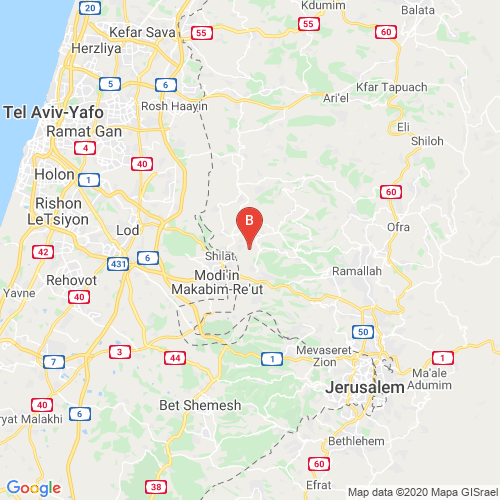 20
Kefar Sava
Kdumim
55
55
60
Balata
Herzliya
5
6
Kfar Tapuach
Tel Aviv-Yafo
Rosh Haayin
Ari'el
Ramat Gan
Eli
Shiloh
4
40
Holon
1
60
Rishon
LeTsiyon
B
Lod
Ofra
42
6
Shilat
431
Ramallah
Rehovot
Modi'in
Makabim-Re'ut
Yavne
40
50
3
Mevaseret
Zion
7
44
1
1
Ma'ale
Adumim
Jerusalem
40
6
Bet Shemesh
ryat Malakhi
Bethlehem
60
38
Efrat
Map data ©2020 Mapa GISrael